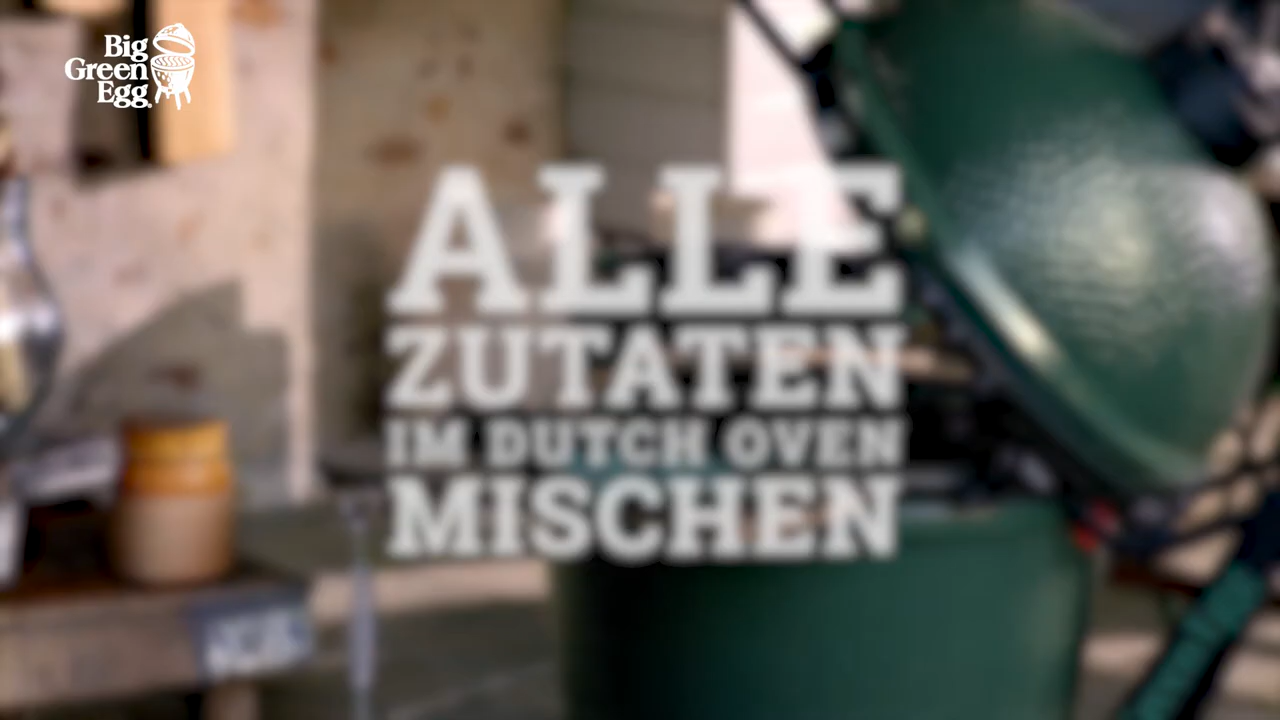 Big
Green
Egg
ALLE
ZUTATEN
IM DUTCH OVEN
MISCHEN